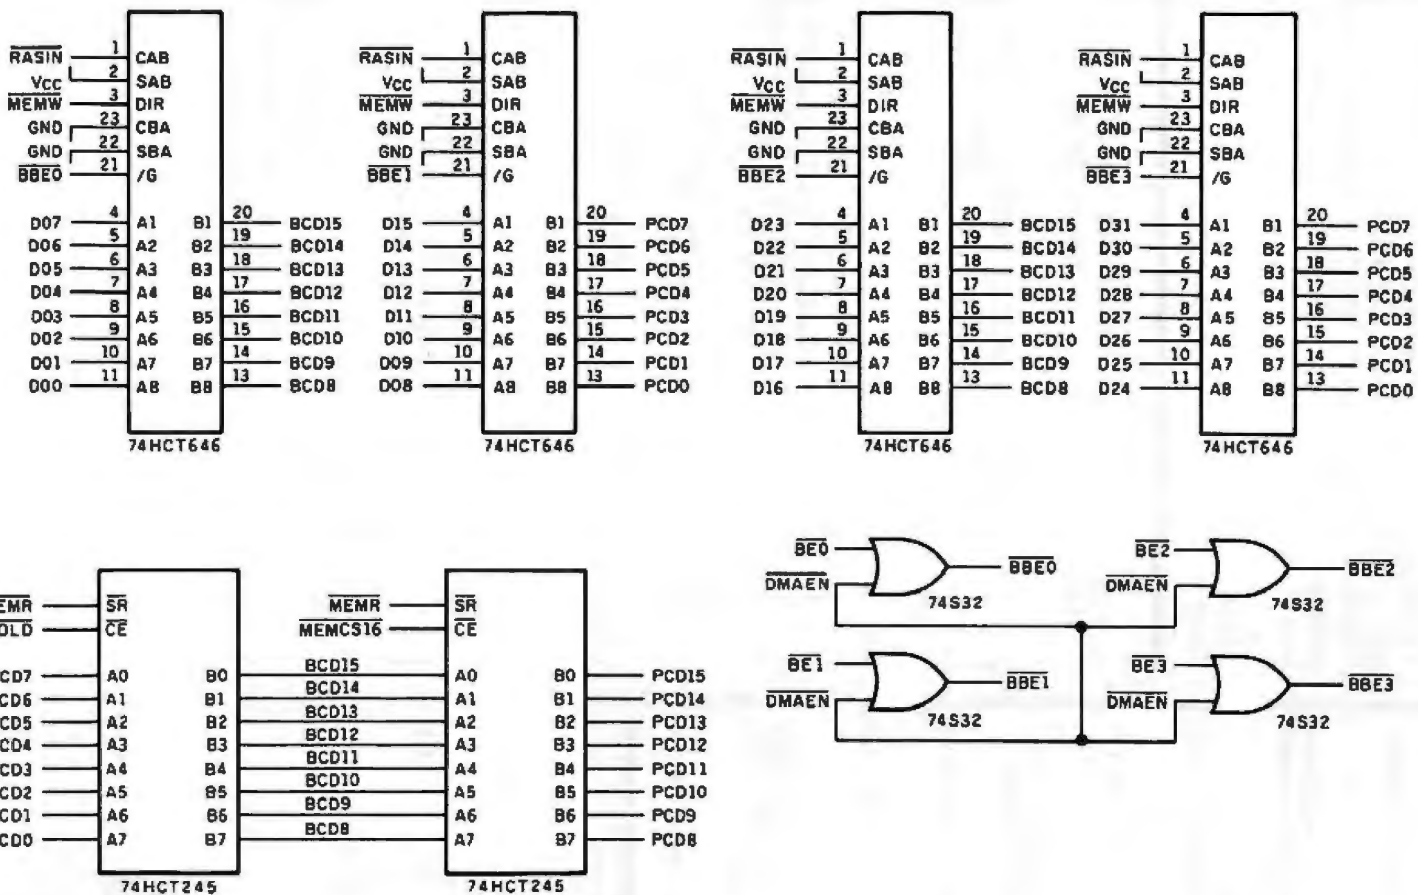 RASIN 1 CAB
VCC 2 SAB
MEMW 3 DIR
GND 23 CBA
GND 22 SBA
BBE0 21 /G
D07 4 A1 B1 20 BCD15
D06 5 A2 B2 19 BCD14
D05 6 A3 B3 18 BCD13
D04 7 A4 B4 17 BCD12
D03 8 A5 B5 16 BCD11
D02 9 A6 B6 15 BCD10
D01 10 A7 B7 14 BCD9
D00 11 A8 B8 13 BCD8
74HCT646
RASIN 1 CAB
VCC 2 SAB
MEMW 3 DIR
GND 23 CBA
GND 22 SBA
BBE1 21 /G
D15 4 A1 B1 20 PCD7
D14 5 A2 B2 19 PCD6
D13 6 A3 B3 18 PCD5
D12 7 A4 B4 17 PCD4
D11 8 A5 B5 16 PCD3
D10 9 A6 B6 15 PCD2
D09 10 A7 B7 14 PCD1
D08 11 A8 B8 13 PCD0
74HCT646
RASIN 1 CAB
VCC 2 SAB
MEMW 3 DIR
GND 23 CBA
GND 22 SBA
BBE2 21 /G
D23 4 A1 B1 20 BCD15
D22 5 A2 B2 19 BCD14
D21 6 A3 B3 18 BCD13
D20 7 A4 B4 17 BCD12
D19 8 A5 B5 16 BCD11
D18 9 A6 B6 15 BCD10
D17 10 A7 B7 14 BCD9
D16 11 A8 B8 13 BCD8
74HCT646
RASIN 1 CAB
VCC 2 SAB
MEMW 3 DIR
GND 23 CBA
GND 22 SBA
BBE3 21 /G
D31 4 A1 B1 20 PCD7
D30 5 A2 B2 19 PCD6
D29 6 A3 B3 18 PCD5
D28 7 A4 B4 17 PCD4
D27 8 A5 B5 16 PCD3
D26 9 A6 B6 15 PCD2
D25 10 A7 B7 14 PCD1
D24 11 A8 B8 13 PCD0
74HCT646
EMR SR
OLD CE
CD7 A0 B0 BCD15
CD6 A1 B1 BCD14
CD5 A2 B2 BCD13
CD4 A3 B3 BCD12
CD3 A4 B4 BCD11
CD2 A5 B5 BCD10
CD1 A6 B6 BCD9
CD0 A7 B7 BCD8
74HCT245
MEMR SR
MEMCS16 CE
A0 B0 PCD15
A1 B1 PCD14
A2 B2 PCD13
A3 B3 PCD12
A4 B4 PCD11
A5 B5 PCD10
A6 B6 PCD9
A7 B7 PCD8
74HCT245
BE0
DMAEN
BBE0
74S32
BE2
DMAEN
BBE2
74S32
BE1
DMAEN
BBE1
74S32
BE3
DMAEN
BBE3
74S32